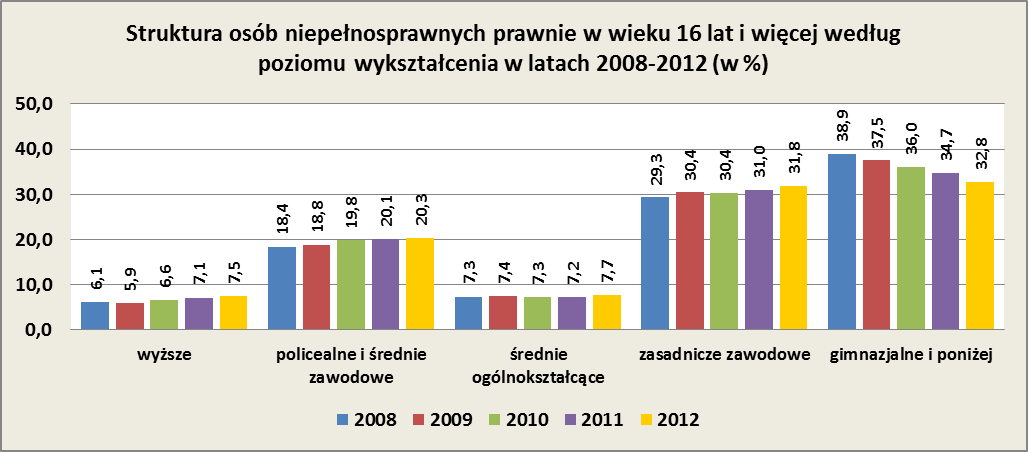 Struktura osób niepełnosprawnych prawnie w wieku 16 lat i więcej według
poziomu wykształcenia w latach 2008-2012 (w %)
50,0
40,0
30,0
20,0
10,0
0,0
6,1 5,9 6,6 7,1 7,5
18,4 18,8 19,8 20,1 20,3
7,3 7,4 7,3 7,2 7,7
29,3 30,4 30,4 31,0 31,8
38,9 37,5 36,0 34,7 32,8
wyższe
policealne i średnie
zawodowe
średnie
ogólnokształcące
zasadnicze zawodowe
gimnazjalne i poniżej
2008 2009 2010 2011 2012